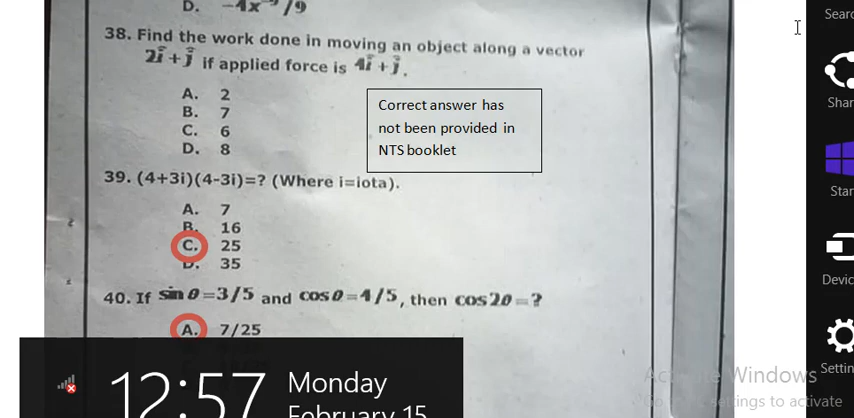 D. -4x⁻⁵/9
38. Find the work done in moving an object along a vector
2î + ĵ if applied force is 4î + ĵ.
A. 2
B. 7
C. 6
D. 8
Correct answer has
not been provided in
NTS booklet
39. (4+3i)(4-3i)=? (Where i=iota).
A. 7
B. 16
C. 25
D. 35
40. If sin θ=3/5 and cos θ=4/5, then cos 2θ=?
A. 7/25
12:57
Monday
February 15
Searc
Shar
Star
Devic
Settin
Activate Windows
Go to settings to activate